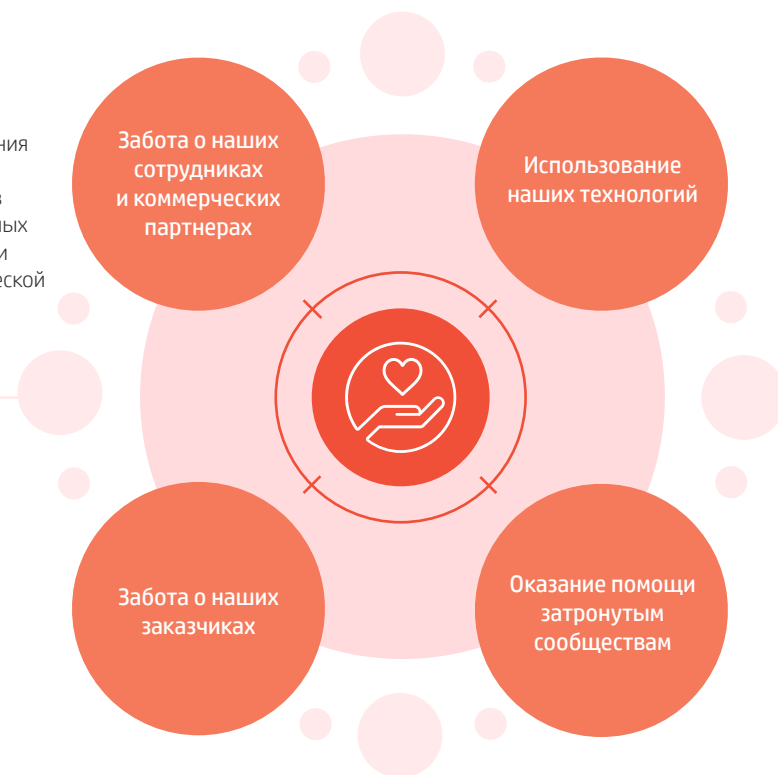 Забота о наших
сотрудниках
и коммерческих
партнерах
Использование
наших технологий
Забота о наших
заказчиках
Оказание помощи
затронутым
сообществам